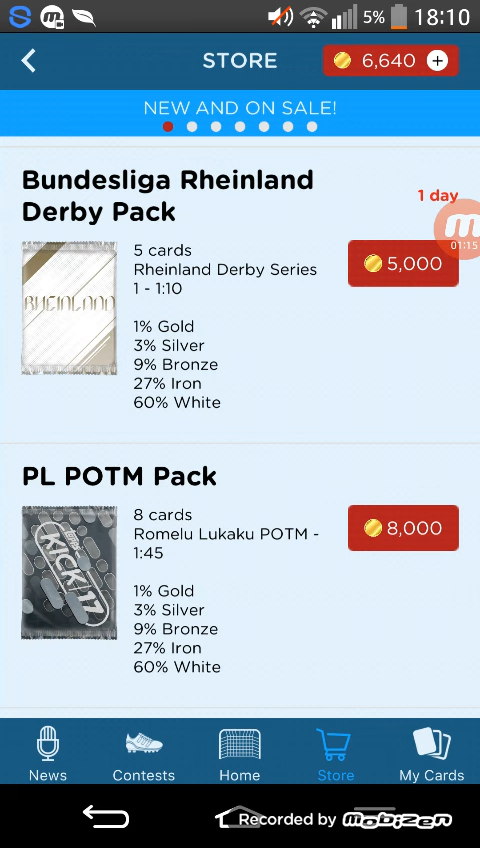 5% 18:10
STORE 6,640 +
NEW AND ON SALE!
Bundesliga Rheinland
Derby Pack
1 day
01:15
5 cards
Rheinland Derby Series
1 - 1:10
5,000
RHEINLAND
1% Gold
3% Silver
9% Bronze
27% Iron
60% White
PL POTM Pack
8 cards
Romelu Lukaku POTM -
1:45
8,000
KICK 17
1% Gold
3% Silver
9% Bronze
27% Iron
60% White
News Contests Home Store My Cards
Recorded by Mobizen